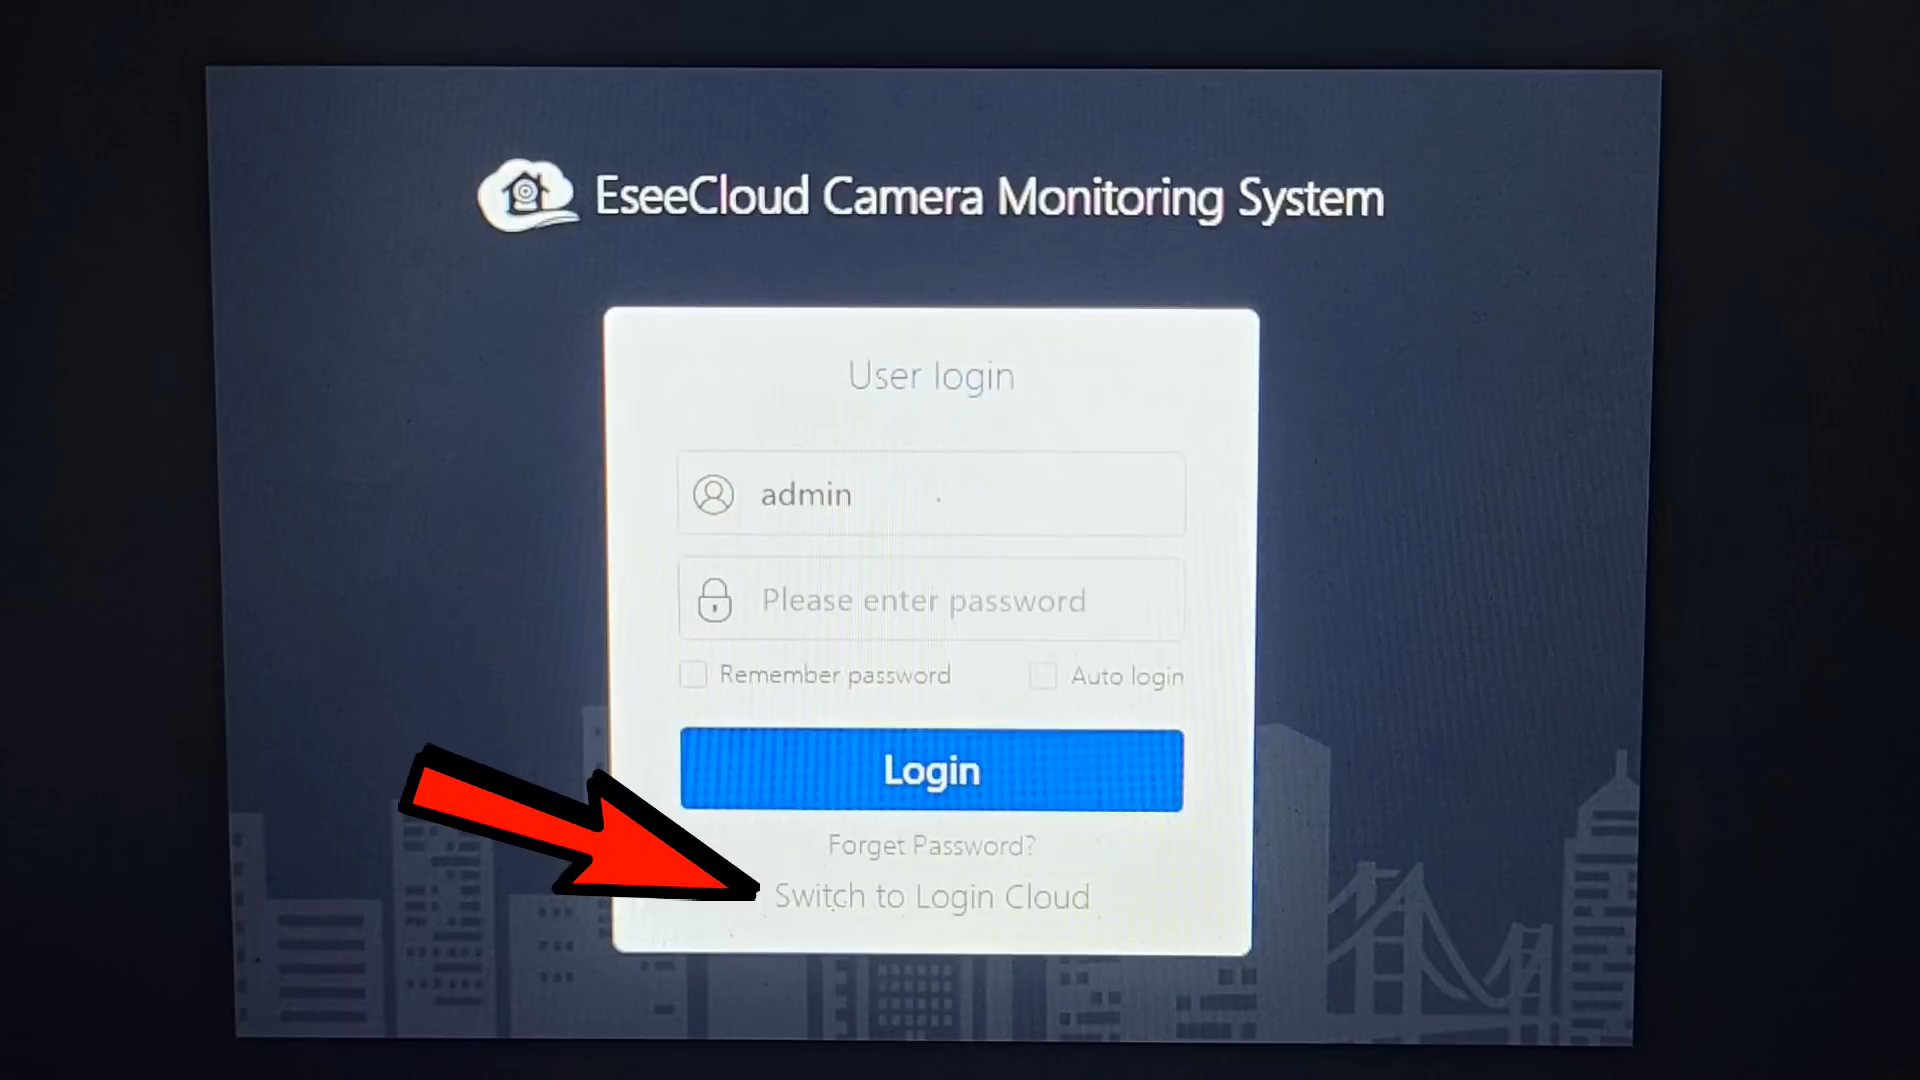 EseeCloud Camera Monitoring System
User login
admin
Please enter password
Remember password
Auto login
Login
Forget Password?
Switch to Login Cloud